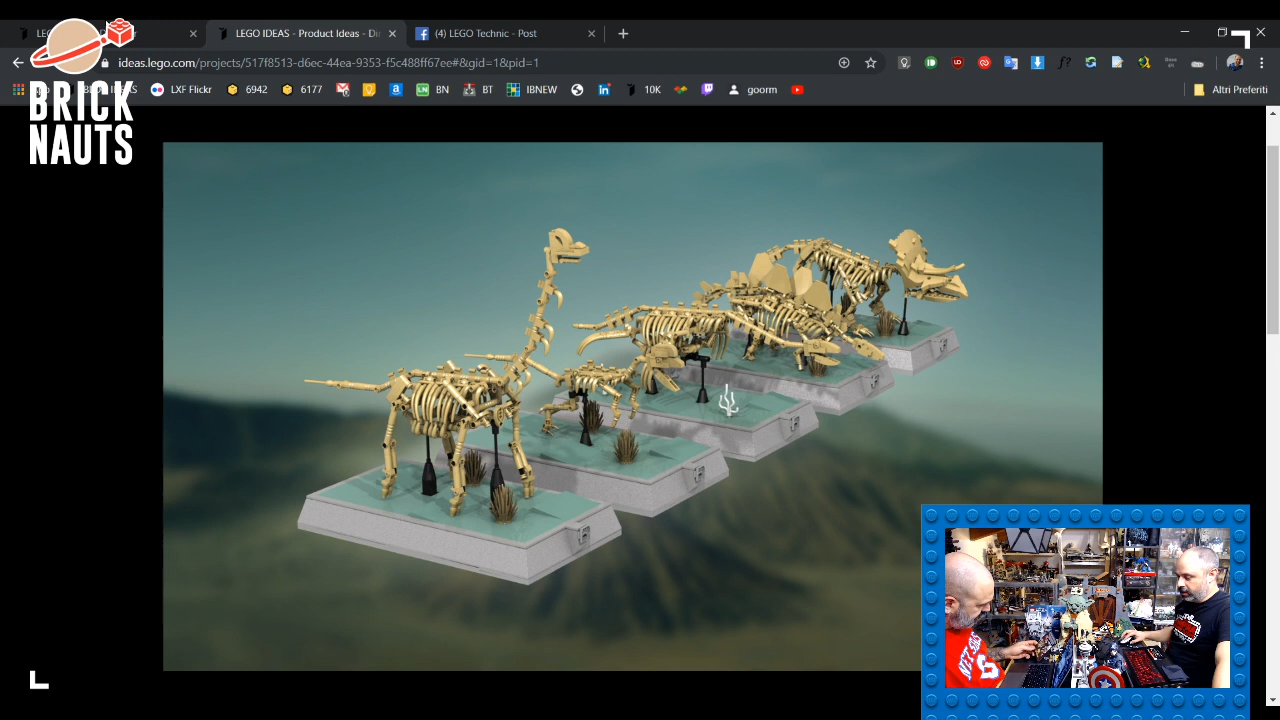 LEGO IDEAS - Product Ideas - Di
(4) LEGO Technic - Post
ideas.lego.com/projects/517f8513-d6ec-44ea-9353-f5c488ff67ee#&gid=1&pid=1
LXF Flickr
6942
6177
BN
BT
IBNEW
10K
goorm
Altri Preferiti
BRICK
NAUTS